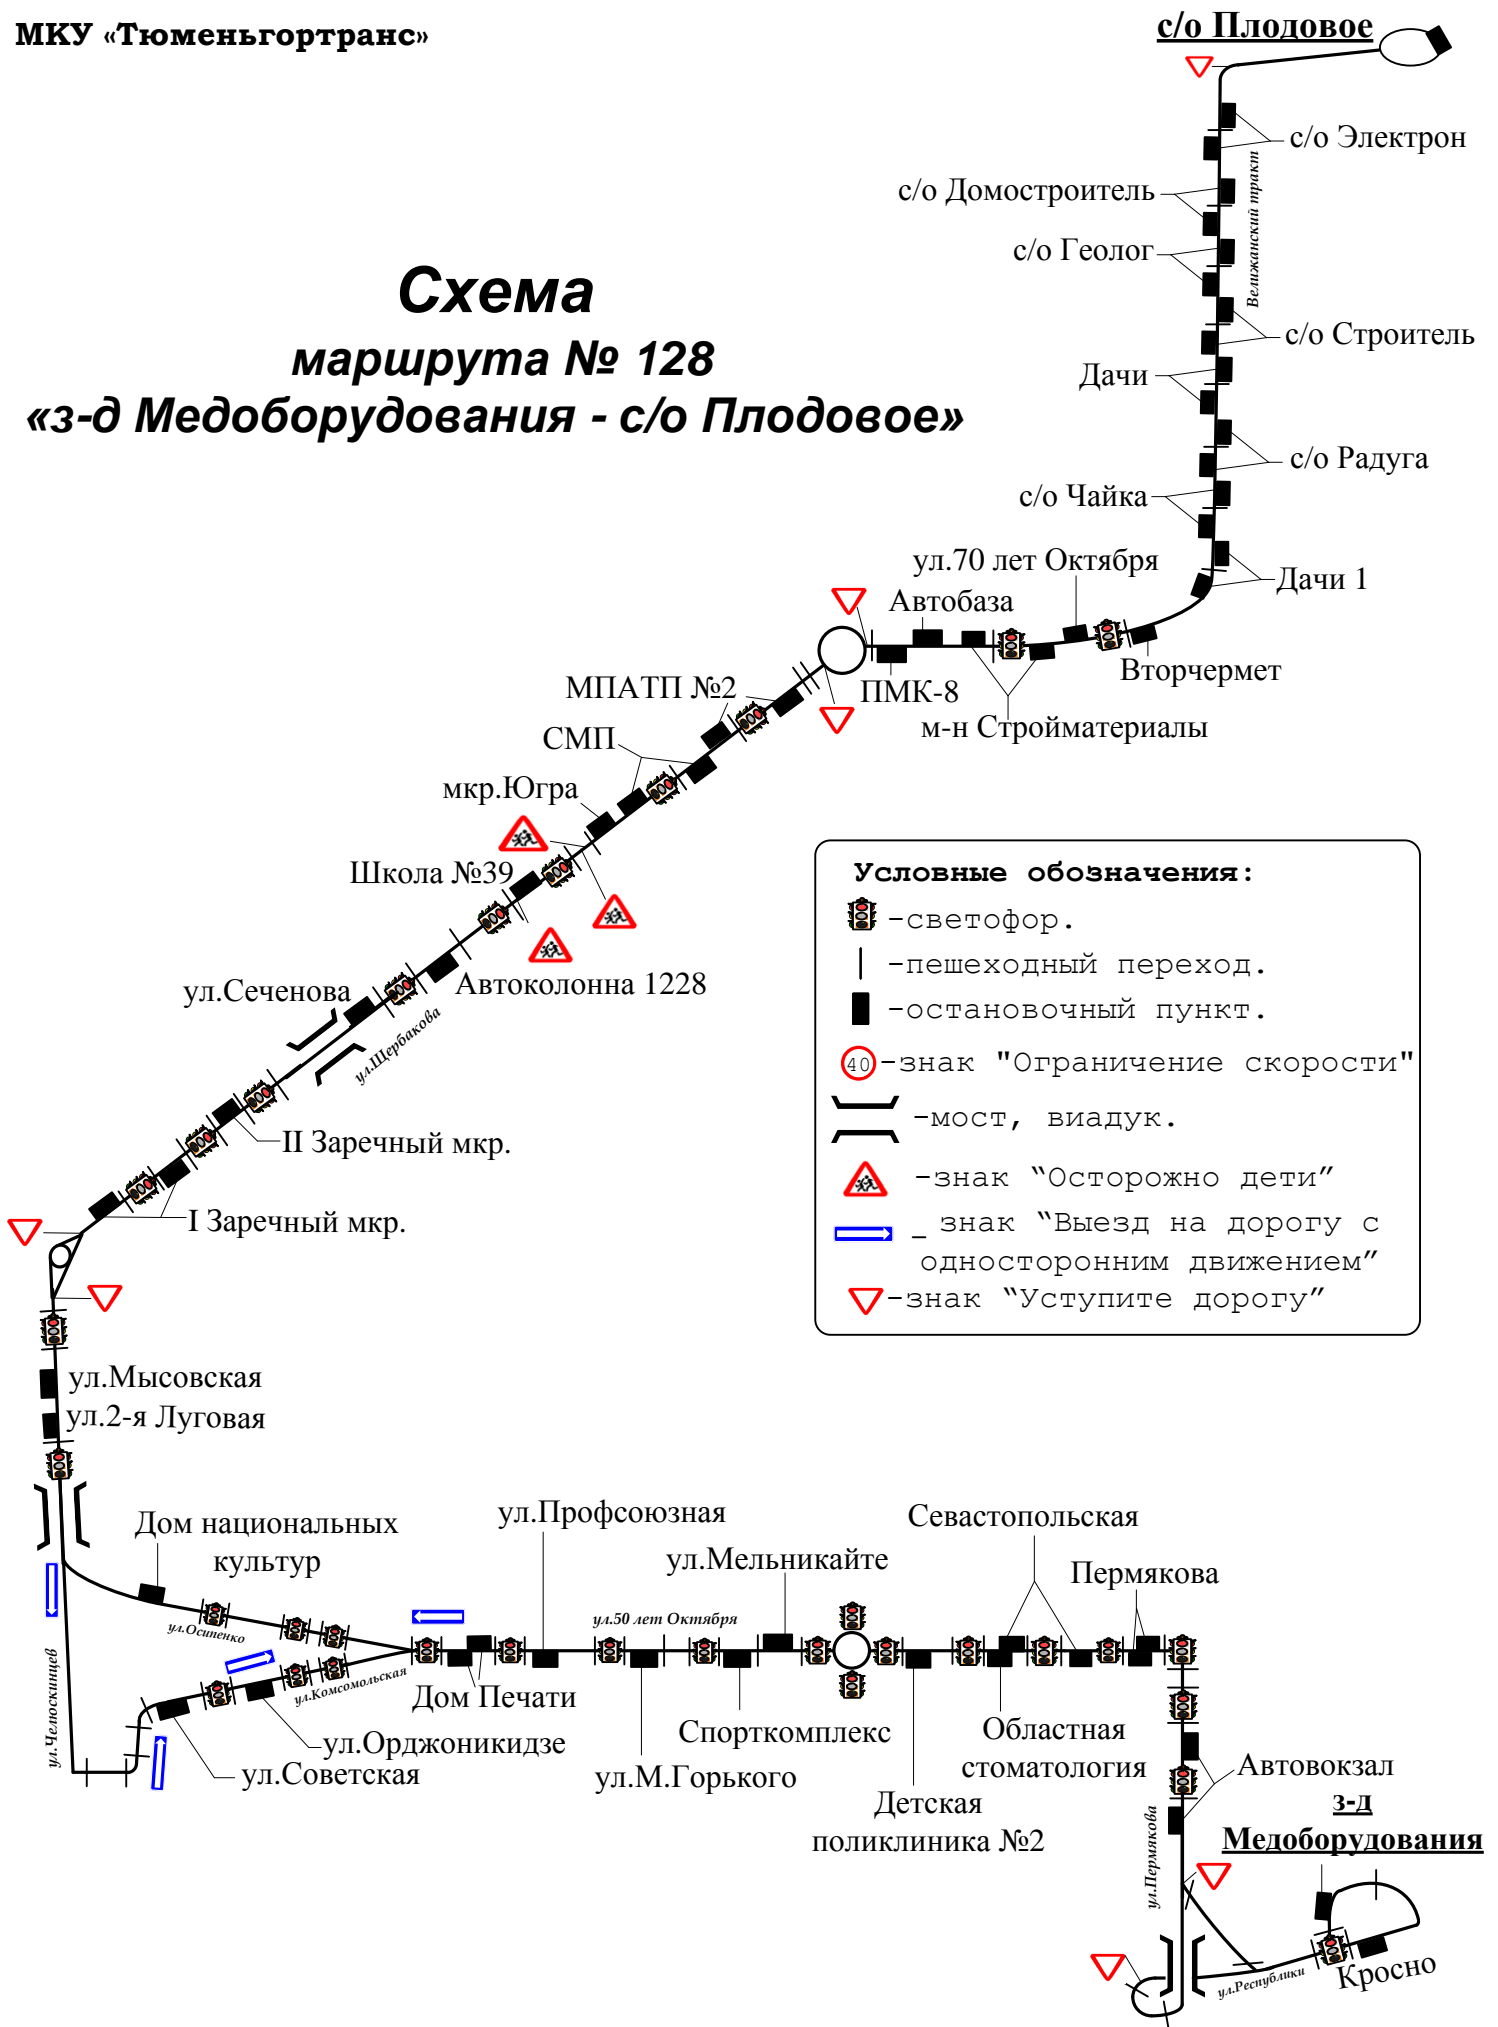 МКУ «Тюменьгортранс»
с/о Плодовое
с/о Электрон
Велижанский тракт
с/о Домостроитель
с/о Геолог
Схема
маршрута № 128
«з-д Медоборудования - с/о Плодовое»
с/о Строитель
Дачи
с/о Радуга
с/о Чайка
ул.70 лет Октября
Дачи 1
Автобаза
Вторчермет
МПАТП №2
ПМК-8
м-н Стройматериалы
СМП
мкр.Югра
Школа №39
Автоколонна 1228
ул.Сеченова
ул.Щербакова
II Заречный мкр.
I Заречный мкр.
Условные обозначения:
-светофор.
-пешеходный переход.
-остановочный пункт.
40 -знак "Ограничение скорости"
-мост, виадук.
-знак “Осторожно дети”
_ знак “Выезд на дорогу с
односторонним движением”
-знак “Уступите дорогу”
ул.Мысовская
ул.2-я Луговая
Дом национальных
культур
ул.Осипенко
ул.Челюскинцев
ул.Комсомольская
ул.Орджоникидзе
ул.Советская
Дом Печати
ул.Профсоюзная
ул.50 лет Октября
ул.М.Горького
ул.Мельникайте
Спорткомплекс
Детская
поликлиника №2
Севастопольская
Областная
стоматология
Пермякова
Автовокзал
ул.Пермякова
з-д
Медоборудования
ул.Республики
Кросно